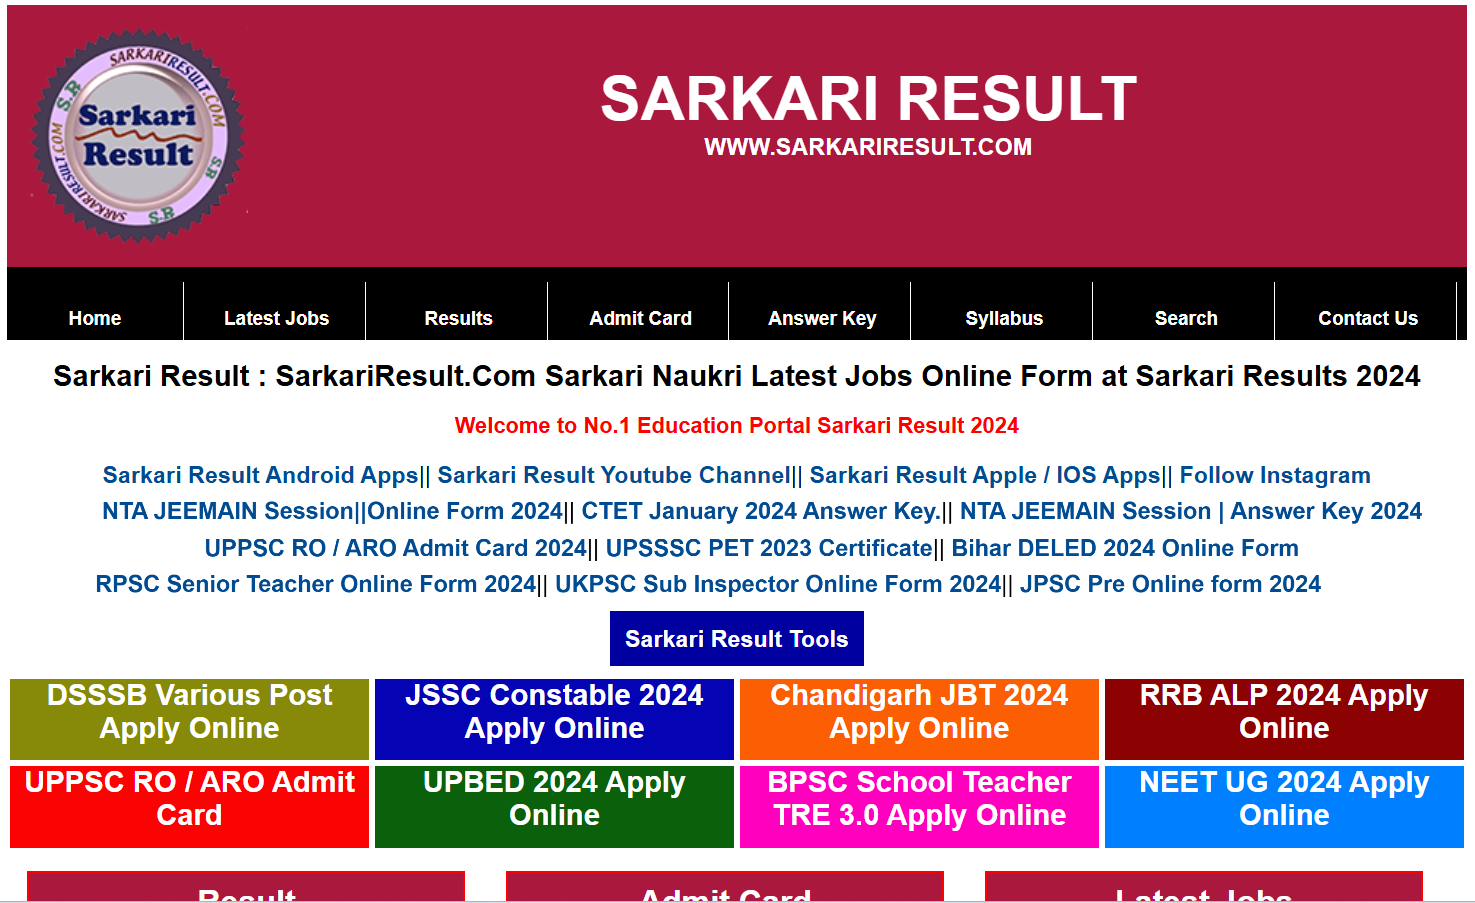 SARKARIRESULT.COM
S.R
Sarkari
Result
SARKARIRESULT.COM
S.R
S.R
SARKARI RESULT
WWW.SARKARIRESULT.COM
Home Latest Jobs Results Admit Card Answer Key Syllabus Search Contact Us
Sarkari Result : SarkariResult.Com Sarkari Naukri Latest Jobs Online Form at Sarkari Results 2024
Welcome to No.1 Education Portal Sarkari Result 2024
Sarkari Result Android Apps|| Sarkari Result Youtube Channel|| Sarkari Result Apple / IOS Apps|| Follow Instagram
NTA JEEMAIN Session||Online Form 2024|| CTET January 2024 Answer Key.|| NTA JEEMAIN Session | Answer Key 2024
UPPSC RO / ARO Admit Card 2024|| UPSSSC PET 2023 Certificate|| Bihar DELED 2024 Online Form
RPSC Senior Teacher Online Form 2024|| UKPSC Sub Inspector Online Form 2024|| JPSC Pre Online form 2024
Sarkari Result Tools
DSSSB Various Post
Apply Online
JSSC Constable 2024
Apply Online
Chandigarh JBT 2024
Apply Online
RRB ALP 2024 Apply
Online
UPPSC RO / ARO Admit
Card
UPBED 2024 Apply
Online
BPSC School Teacher
TRE 3.0 Apply Online
NEET UG 2024 Apply
Online
Result Admit Card Latest Jobs